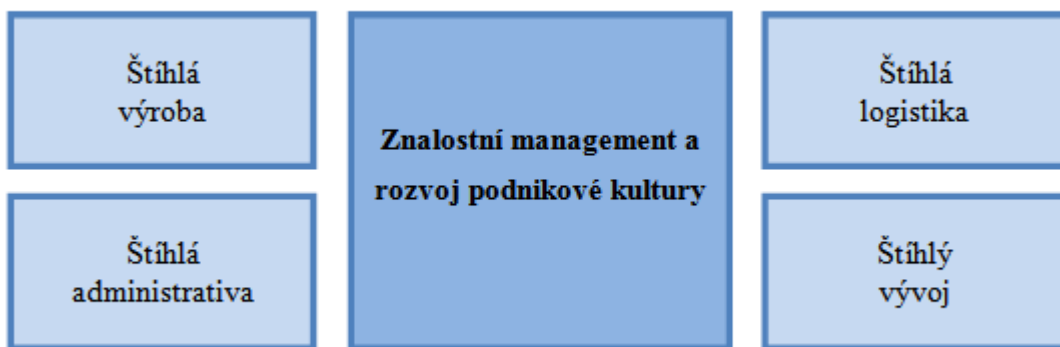 Štíhlá
výroba
Štíhlá
administrativa
Znalostní management a
rozvoj podnikové kultury
Štíhlá
logistika
Štíhlý
vývoj